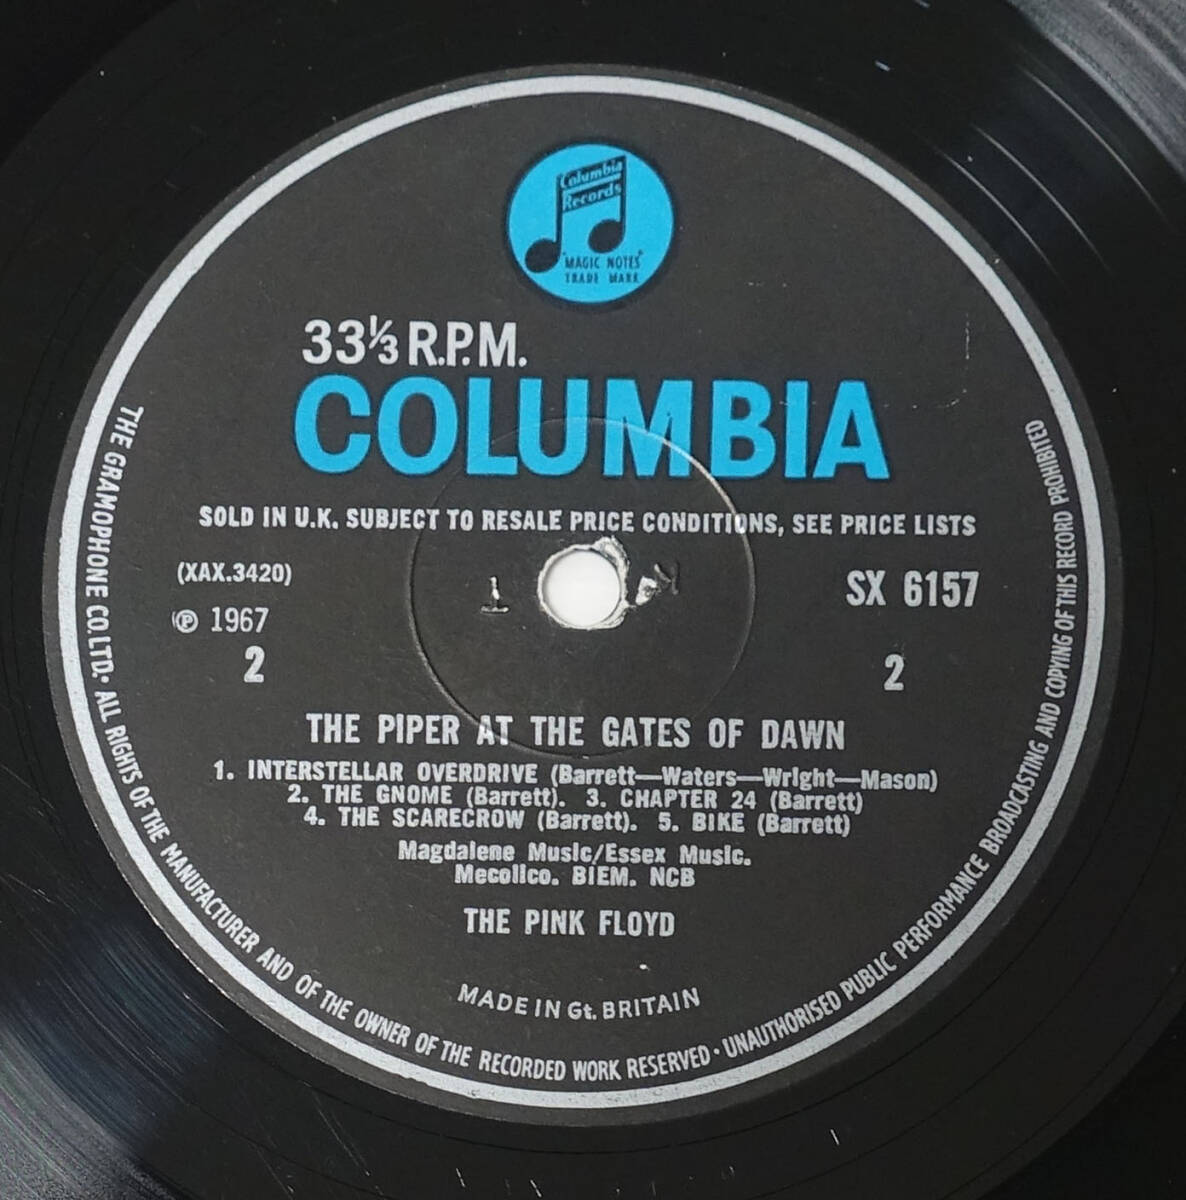 Columbia
Records
"MAGIC NOTES"
TRADE MARK
33⅓ R.P.M.
COLUMBIA
SOLD IN U.K. SUBJECT TO RESALE PRICE CONDITIONS, SEE PRICE LISTS
(XAX.3420)
SX 6157
℗ 1967
2
2
THE PIPER AT THE GATES OF DAWN
1. INTERSTELLAR OVERDRIVE (Barrett—Waters—Wright—Mason)
2. THE GNOME (Barrett). 3. CHAPTER 24 (Barrett)
4. THE SCARECROW (Barrett). 5. BIKE (Barrett)
Magdalene Music/Essex Music.
Mecolico. BIEM. NCB
THE PINK FLOYD
MADE IN Gt. BRITAIN
THE GRAMOPHONE CO. LTD. • ALL RIGHTS OF THE MANUFACTURER AND OF THE OWNER OF THE RECORDED WORK RESERVED • UNAUTHORISED PUBLIC PERFORMANCE BROADCASTING AND COPYING OF THIS RECORD PROHIBITED